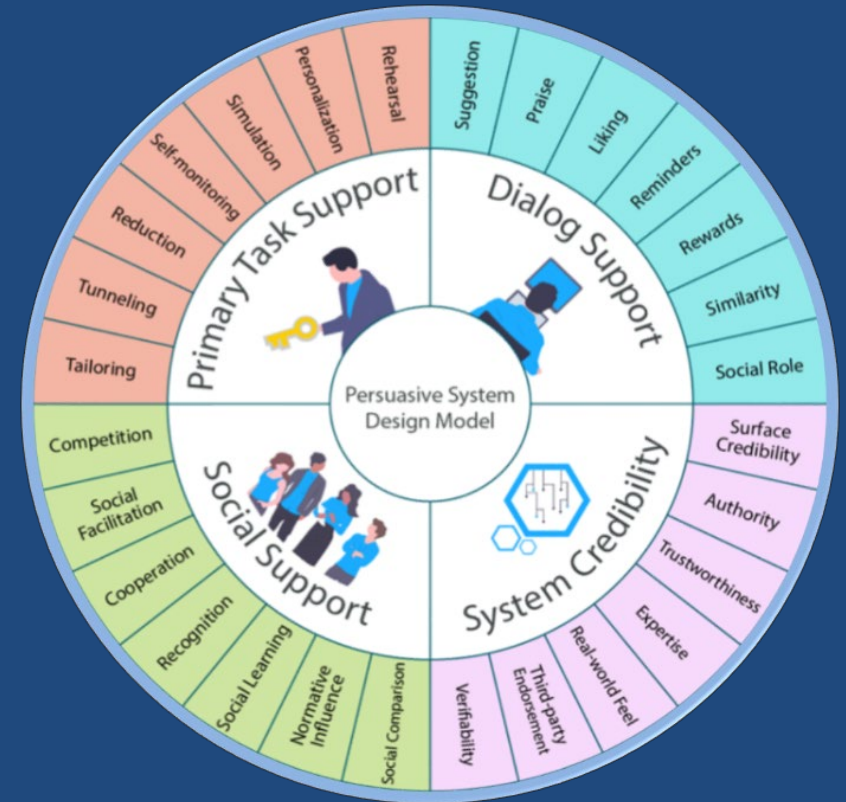 Persuasive System
Design Model
Primary Task Support
Tailoring
Tunneling
Reduction
Self-monitoring
Simulation
Personalization
Rehearsal
Dialog Support
Suggestion
Praise
Liking
Reminders
Rewards
Similarity
Social Role
System Credibility
Surface
Credibility
Authority
Trustworthiness
Expertise
Real-world Feel
Third-party
Endorsement
Verifiability
Social Support
Social Comparison
Normative
Influence
Social Learning
Recognition
Cooperation
Social
Facilitation
Competition